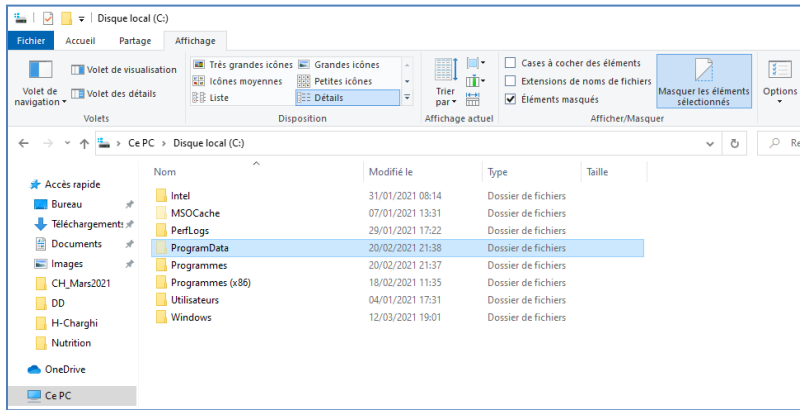 Disque local (C:)
Fichier Accueil Partage Affichage
Volet de navigation
Volet de visualisation
Volet des détails
Volets
Très grandes icônes Grandes icônes
Icônes moyennes Petites icônes
Liste Détails
Disposition
Trier par
Affichage actuel
Cases à cocher des éléments
Extensions de noms de fichiers
Éléments masqués
Masquer les éléments sélectionnés
Afficher/Masquer
Options
Ce PC > Disque local (C:)
Re
Nom Modifié le Type Taille
Accès rapide
Bureau
Téléchargements
Documents
Images
CH_Mars2021
DD
H-Charghi
Nutrition
OneDrive
Ce PC
Intel 31/01/2021 08:14 Dossier de fichiers
MSOCache 07/01/2021 13:31 Dossier de fichiers
PerfLogs 29/01/2021 17:22 Dossier de fichiers
ProgramData 20/02/2021 21:38 Dossier de fichiers
Programmes 20/02/2021 21:37 Dossier de fichiers
Programmes (x86) 18/02/2021 11:35 Dossier de fichiers
Utilisateurs 04/01/2021 17:31 Dossier de fichiers
Windows 12/03/2021 19:01 Dossier de fichiers